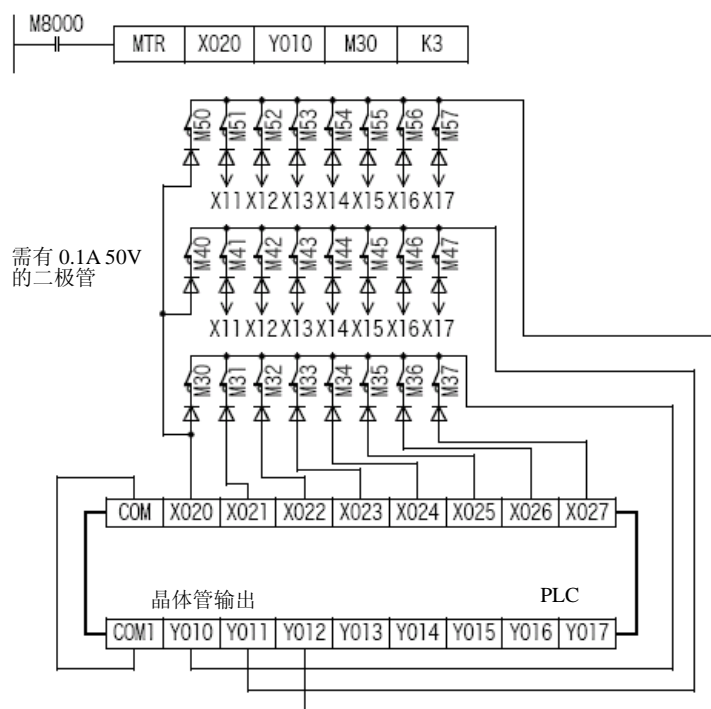 M8000
MTR X020 Y010 M30 K3
M50 M51 M52 M53 M54 M55 M56 M57
X11 X12 X13 X14 X15 X16 X17
需有 0.1A 50V
的二极管
M40 M41 M42 M43 M44 M45 M46 M47
X11 X12 X13 X14 X15 X16 X17
M30 M31 M32 M33 M34 M35 M36 M37
COM X020 X021 X022 X023 X024 X025 X026 X027
晶体管输出 PLC
COM1 Y010 Y011 Y012 Y013 Y014 Y015 Y016 Y017